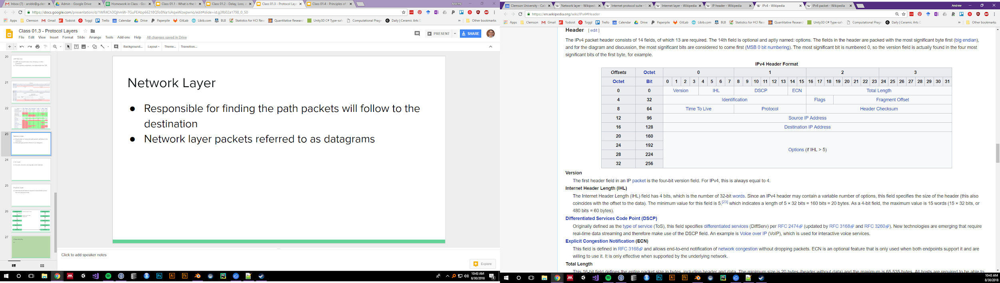 Inbox (7) - arobb@g.clem
Admin - Google Drive
Homework in Class - Goo
Class 01.1 - What is the I
Class 01.2 - Delay, Loss, a
Class 01.3 - Protocol Laye
Class 01.4 - Principles of
Andrew
https://docs.google.com/presentation/d/1WR4Ch3QjhmW-7GuPEAbp66218QTo8Na1sAqwWzwpwno/edit#slide=id.g3fb02a1798_0_50
Apps Clemson Gmail Todoist Toggl Trello Calendar Drive Paperpile GitLab Libib.com BLB Statistics for HCI Rese Quantitative Researc Unity3D C# Type-safe Computational Pragm Daily | Ceramic Arts D » Other bookmarks
Class 01.3 - Protocol Layers
File Edit View Insert Format Slide Arrange Tools Add-ons Help All changes saved in Drive
PRESENT
SHARE
Background... Layout Theme... Transition...
20
21
22
23
24
25
26
27
Network Layer
● Responsible for finding the path packets will follow to the
destination
● Network layer packets referred to as datagrams
Click to add speaker notes
Explore
10:43 AM
8/30/2018
Clemson University - Cale
Network layer - Wikipedi
Internet protocol suite -
Internet layer - Wikipedia
IP header - Wikipedia
IPv4 - Wikipedia
IPv6 packet - Wikipedia
Andrew
https://en.wikipedia.org/wiki/IPv4#Header
Apps Clemson Gmail Todoist Toggl Trello Calendar Drive Paperpile GitLab Libib.com BLB Statistics for HCI Rese Quantitative Research Unity3D C# Type-safe Computational Pragm Daily | Ceramic Arts D » Other bookmarks
Header [ edit ]
The IPv4 packet header consists of 14 fields, of which 13 are required. The 14th field is optional and aptly named: options. The fields in the header are packed with the most significant byte first (big endian),
and for the diagram and discussion, the most significant bits are considered to come first (MSB 0 bit numbering). The most significant bit is numbered 0, so the version field is actually found in the four most
significant bits of the first byte, for example.
IPv4 Header Format
Offsets Octet 0 1 2 3
Octet Bit 0 1 2 3 4 5 6 7 8 9 10 11 12 13 14 15 16 17 18 19 20 21 22 23 24 25 26 27 28 29 30 31
0 0 Version IHL DSCP ECN Total Length
4 32 Identification Flags Fragment Offset
8 64 Time To Live Protocol Header Checksum
12 96 Source IP Address
16 128 Destination IP Address
20 160
24 192
Options (if IHL > 5)
28 224
32 256
Version
The first header field in an IP packet is the four-bit version field. For IPv4, this is always equal to 4.
Internet Header Length (IHL)
The Internet Header Length (IHL) field has 4 bits, which is the number of 32-bit words. Since an IPv4 header may contain a variable number of options, this field specifies the size of the header (this also
coincides with the offset to the data). The minimum value for this field is 5,[23] which indicates a length of 5 × 32 bits = 160 bits = 20 bytes. As a 4-bit field, the maximum value is 15 words (15 × 32 bits, or
480 bits = 60 bytes).
Differentiated Services Code Point (DSCP)
Originally defined as the type of service (ToS), this field specifies differentiated services (DiffServ) per RFC 2474 (updated by RFC 3168 and RFC 3260). New technologies are emerging that require
real-time data streaming and therefore make use of the DSCP field. An example is Voice over IP (VoIP), which is used for interactive voice services.
Explicit Congestion Notification (ECN)
This field is defined in RFC 3168 and allows end-to-end notification of network congestion without dropping packets. ECN is an optional feature that is only used when both endpoints support it and are
willing to use it. It is only effective when supported by the underlying network.
Total Length
This 16-bit field defines the entire packet size in bytes, including header and data. The minimum size is 20 bytes (header without data) and the maximum is 65,535 bytes. All hosts are required to be able to
10:43 AM
8/30/2018